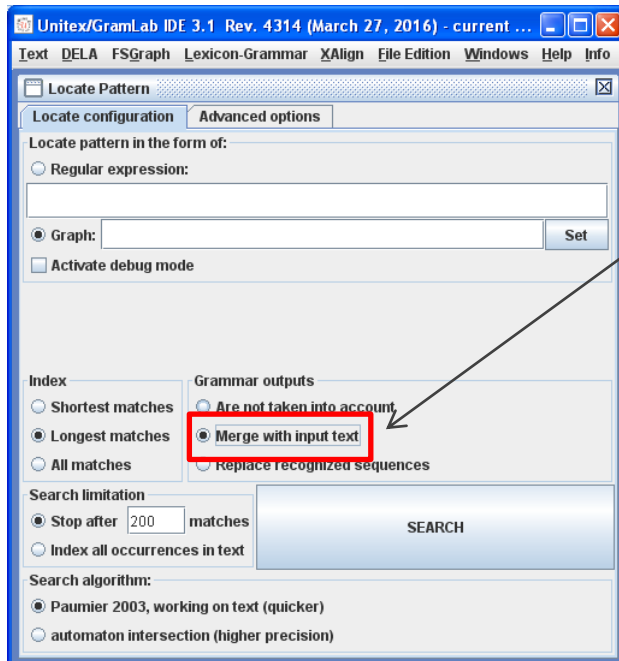 Unitex/GramLab IDE 3.1 Rev. 4314 (March 27, 2016) - current ...
Text DELA FSGraph Lexicon-Grammar XAlign File Edition Windows Help Info
Locate Pattern
Locate configuration Advanced options
Locate pattern in the form of:
Regular expression:
Graph: Set
Activate debug mode
Index Grammar outputs
Shortest matches Are not taken into account
Longest matches Merge with input text
All matches Replace recognized sequences
Search limitation
Stop after 200 matches SEARCH
Index all occurrences in text
Search algorithm:
Paumier 2003, working on text (quicker)
automaton intersection (higher precision)